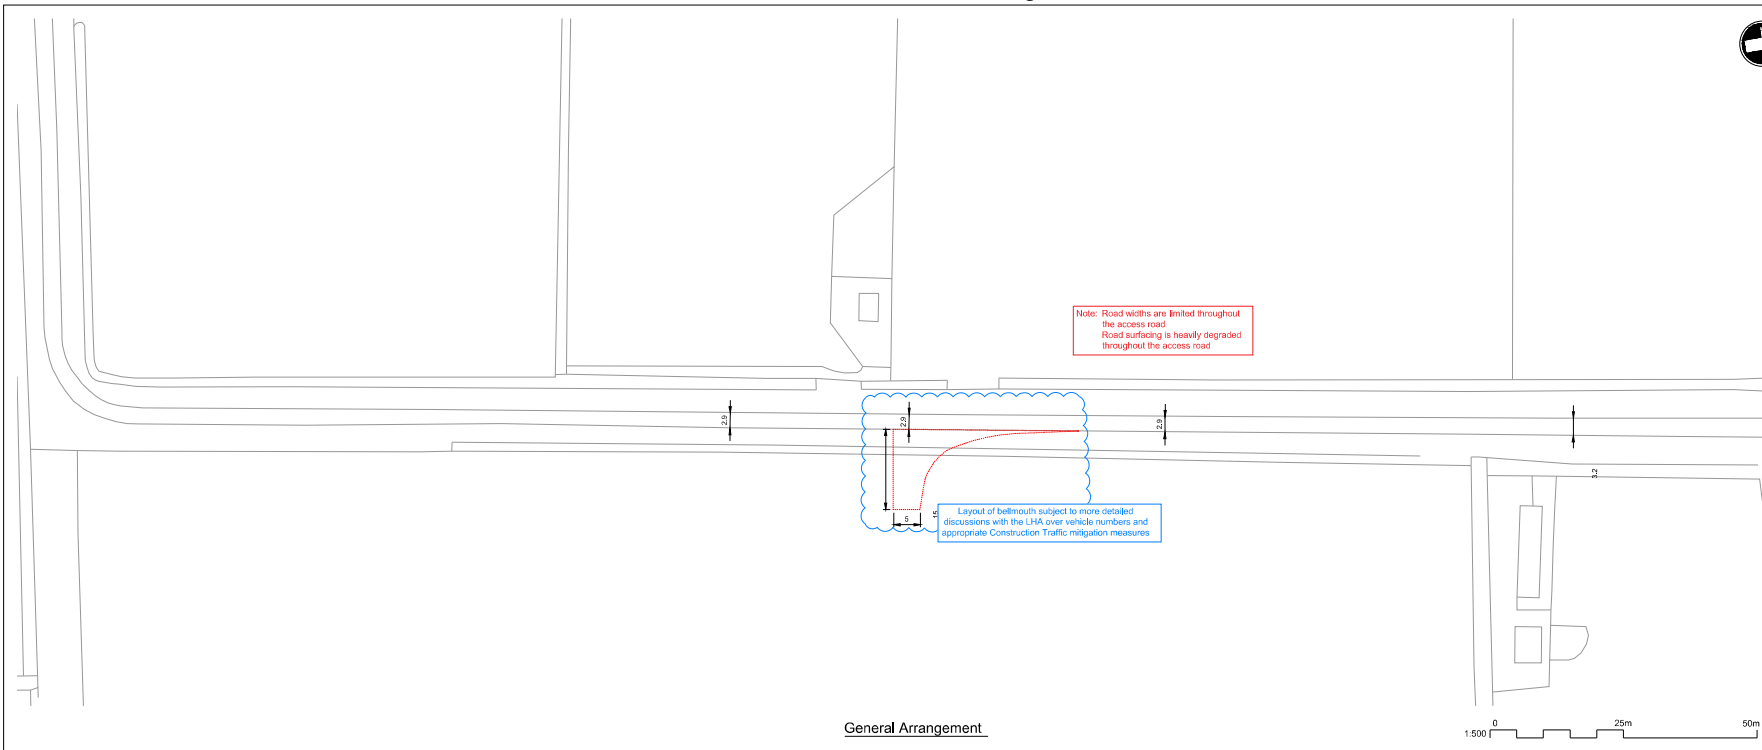 Note: Road widths are limited throughout
the access road
Road surfacing is heavily degraded
throughout the access road
2.9
2.9
2.9
3.2
5
15
Layout of bellmouth subject to more detailed
discussions with the LHA over vehicle numbers and
appropriate Construction Traffic mitigation measures
General Arrangement
1:500
0
25m
50m